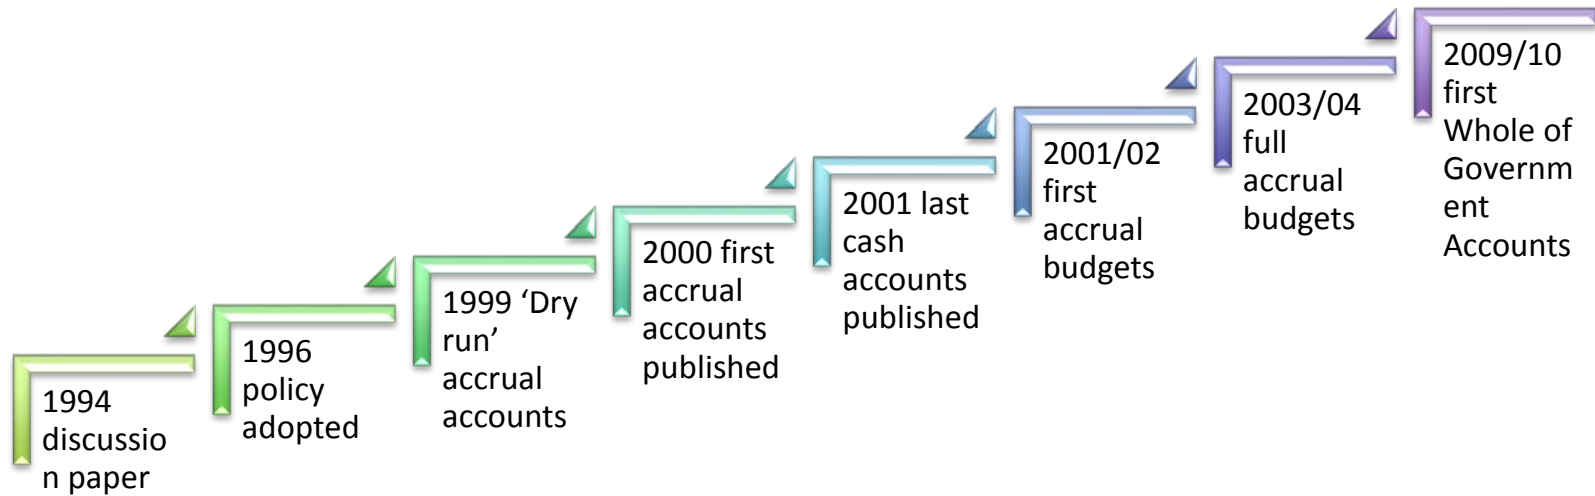 1994
discussio
n paper
1996
policy
adopted
1999 ‘Dry
run’
accrual
accounts
2000 first
accrual
accounts
published
2001 last
cash
accounts
published
2001/02
first
accrual
budgets
2003/04
full
accrual
budgets
2009/10
first
Whole of
Governm
ent
Accounts